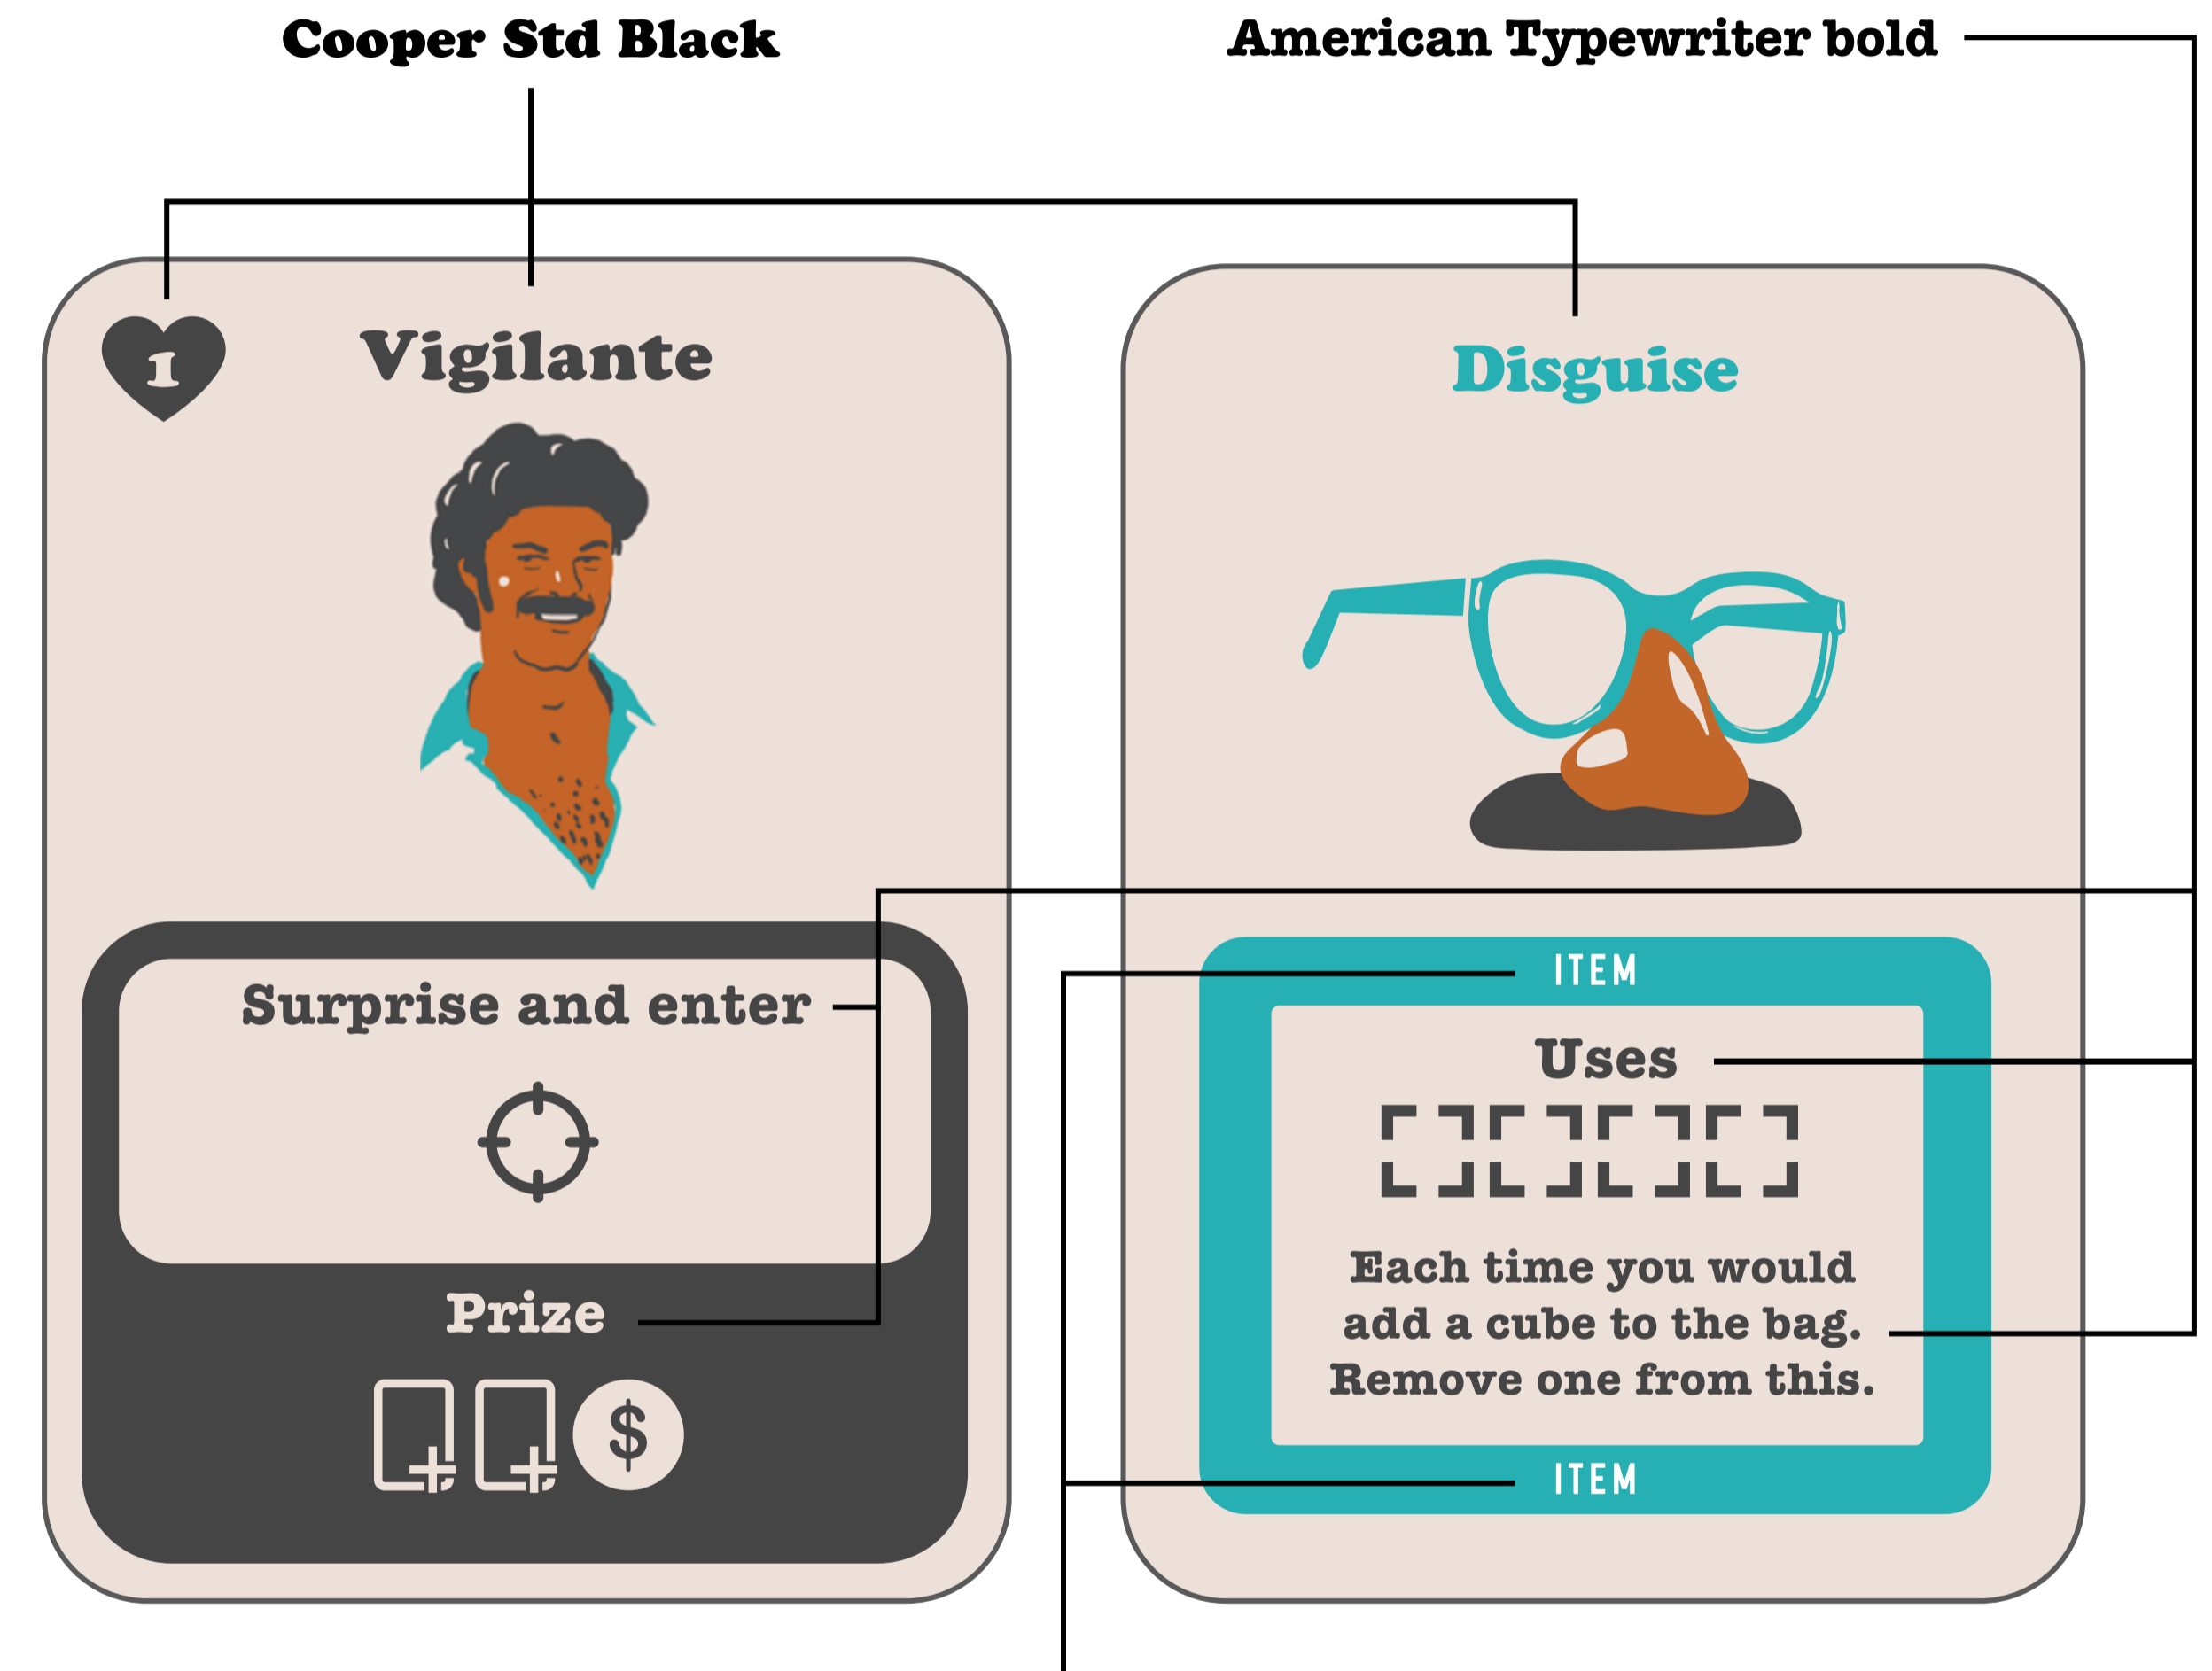 Cooper Std Black
American Typewriter bold
1
Vigilante
Surprise and enter
Prize
$
Disguise
ITEM
Uses
Each time you would
add a cube to the bag.
Remove one from this.
ITEM